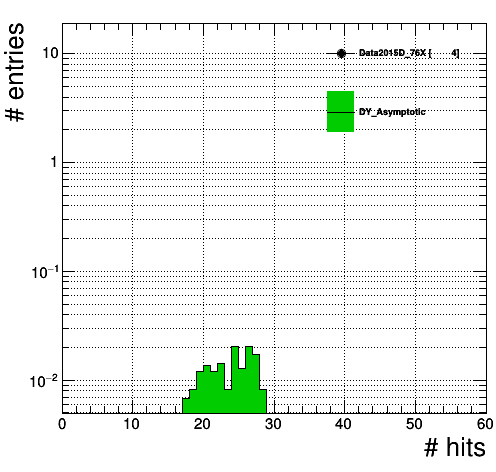 # entries
10
Data2015D_76X [ 4]
DY_Asymptotic
1
10−1
10−2
0 10 20 30 40 50 60
# hits